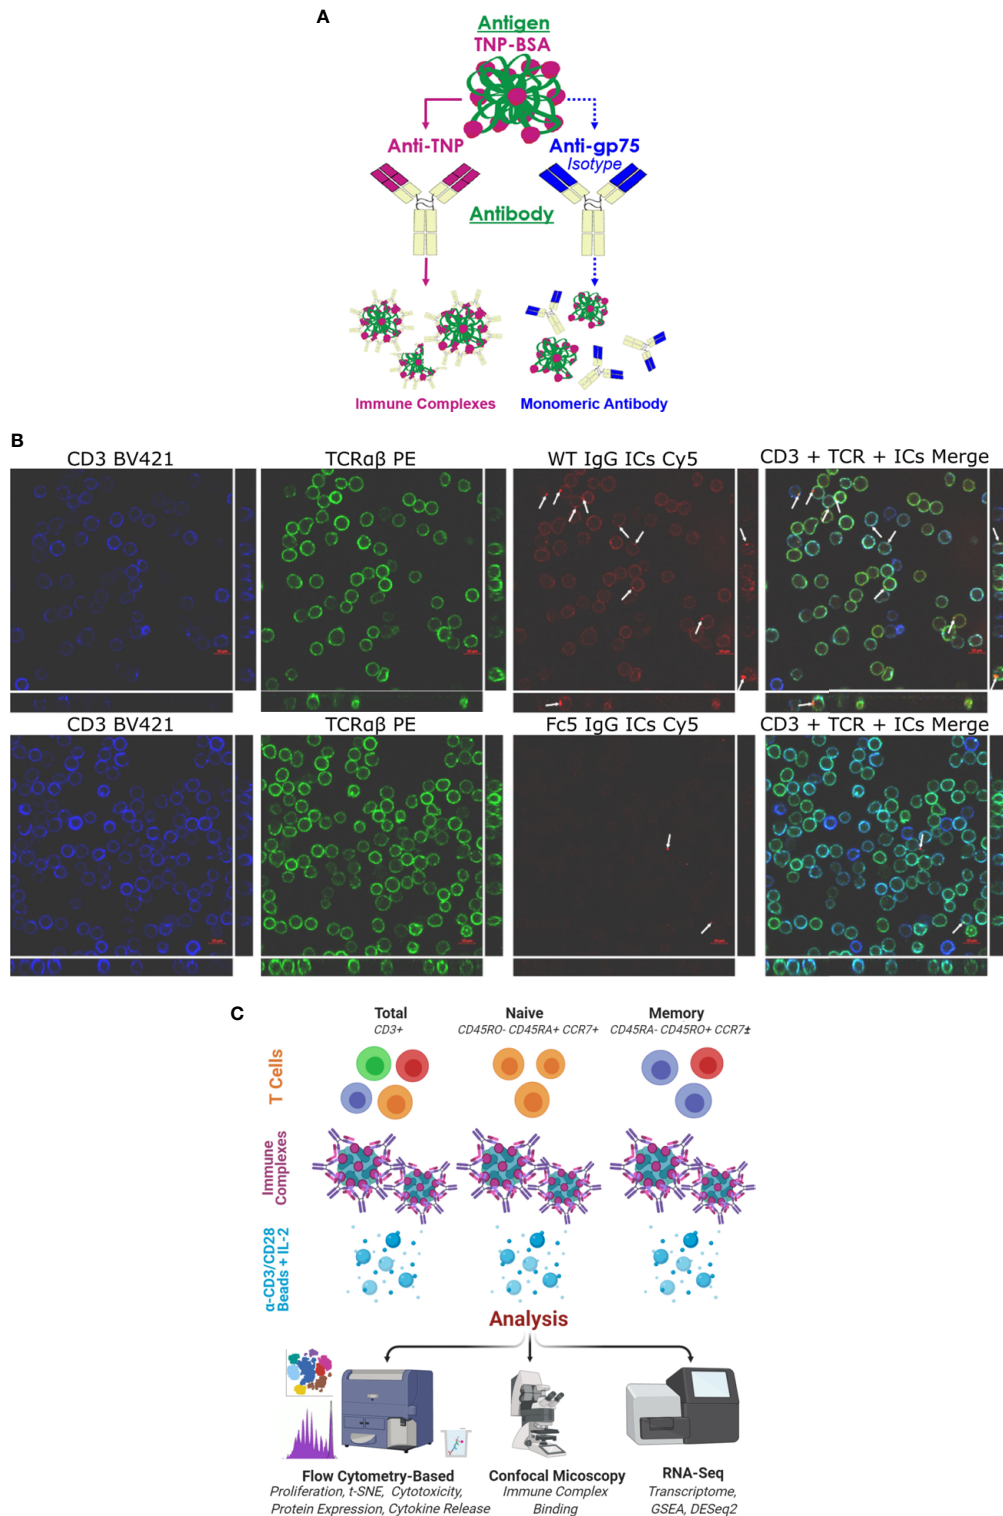 A
Antigen
TNP-BSA
Anti-TNP
Anti-gp75
Isotype
Antibody
Immune Complexes
Monomeric Antibody
B
CD3 BV421
TCRαβ PE
WT IgG ICs Cy5
CD3 + TCR + ICs Merge
CD3 BV421
TCRαβ PE
Fc5 IgG ICs Cy5
CD3 + TCR + ICs Merge
C
Total
CD3+
Naive
CD45RO- CD45RA+ CCR7+
Memory
CD45RA- CD45RO+ CCR7±
T Cells
Immune
Complexes
α-CD3/CD28
Beads + IL-2
Analysis
Flow Cytometry-Based
Proliferation, t-SNE, Cytotoxicity,
Protein Expression, Cytokine Release
Confocal Micoscopy
Immune Complex
Binding
RNA-Seq
Transcriptome,
GSEA, DESeq2